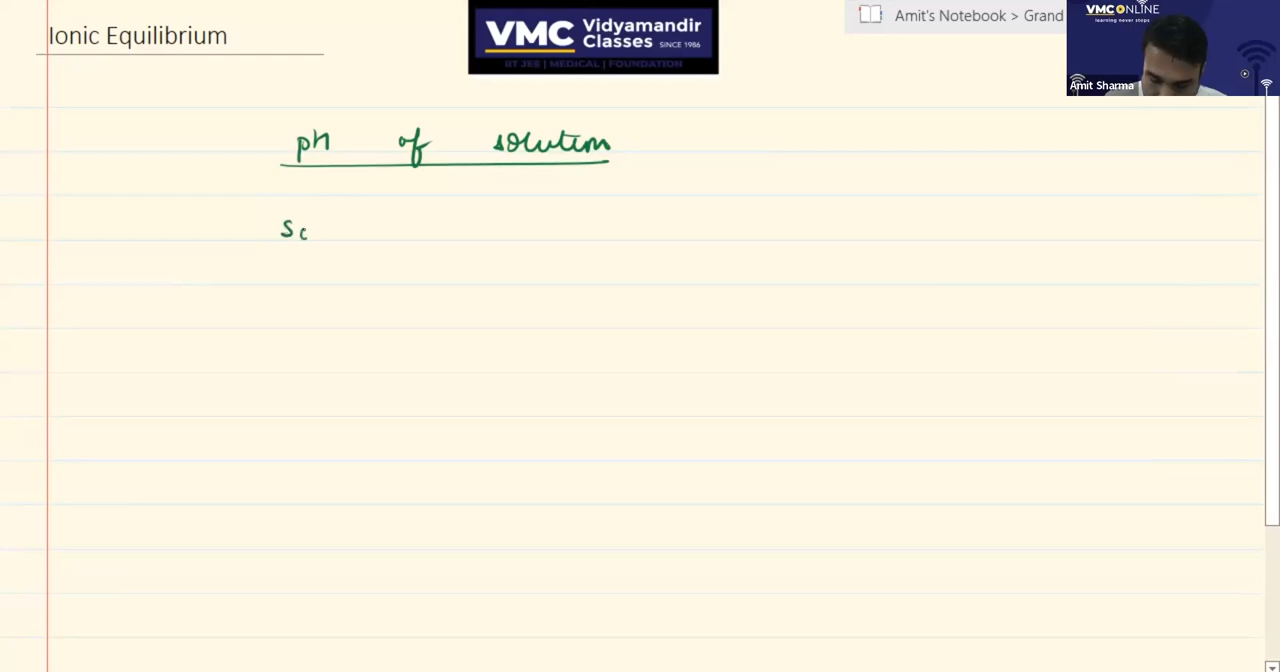 Ionic Equilibrium
VMC Vidyamandir Classes SINCE 1986
IIT JEE | MEDICAL | FOUNDATION
Amit's Notebook > Grand
VMC ONLINE
learning never stops
Amit Sharma
pH of solution
Sc